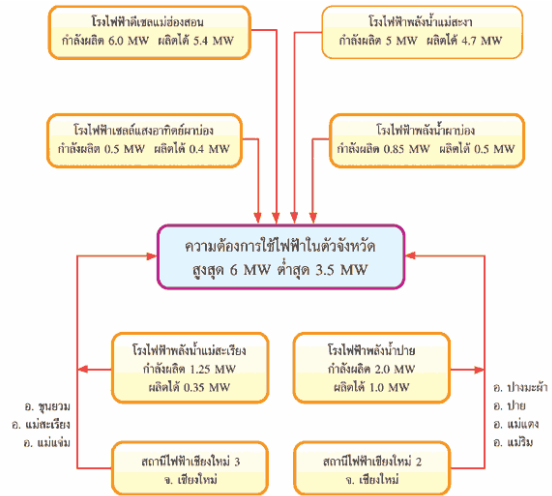 โรงไฟฟ้าดีเซลแม่ฮ่องสอน
กำลังผลิต 6.0 MW ผลิตได้ 5.4 MW
โรงไฟฟ้าพลังน้ำแม่สะงา
กำลังผลิต 5 MW ผลิตได้ 4.7 MW
โรงไฟฟ้าเซลล์แสงอาทิตย์ผาบ่อง
กำลังผลิต 0.5 MW ผลิตได้ 0.4 MW
โรงไฟฟ้าพลังน้ำผาบ่อง
กำลังผลิต 0.85 MW ผลิตได้ 0.5 MW
ความต้องการใช้ไฟฟ้าในตัวจังหวัด
สูงสุด 6 MW ต่ำสุด 3.5 MW
โรงไฟฟ้าพลังน้ำแม่สะเรียง
กำลังผลิต 1.25 MW
ผลิตได้ 0.35 MW
โรงไฟฟ้าพลังน้ำปาย
กำลังผลิต 2.0 MW
ผลิตได้ 1.0 MW
อ. ขุนยวม
อ. แม่สะเรียง
อ. แม่แจ่ม
อ. ปางมะผ้า
อ. ปาย
อ. แม่แตง
อ. แม่ริม
สถานีไฟฟ้าเชียงใหม่ 3
จ. เชียงใหม่
สถานีไฟฟ้าเชียงใหม่ 2
จ. เชียงใหม่